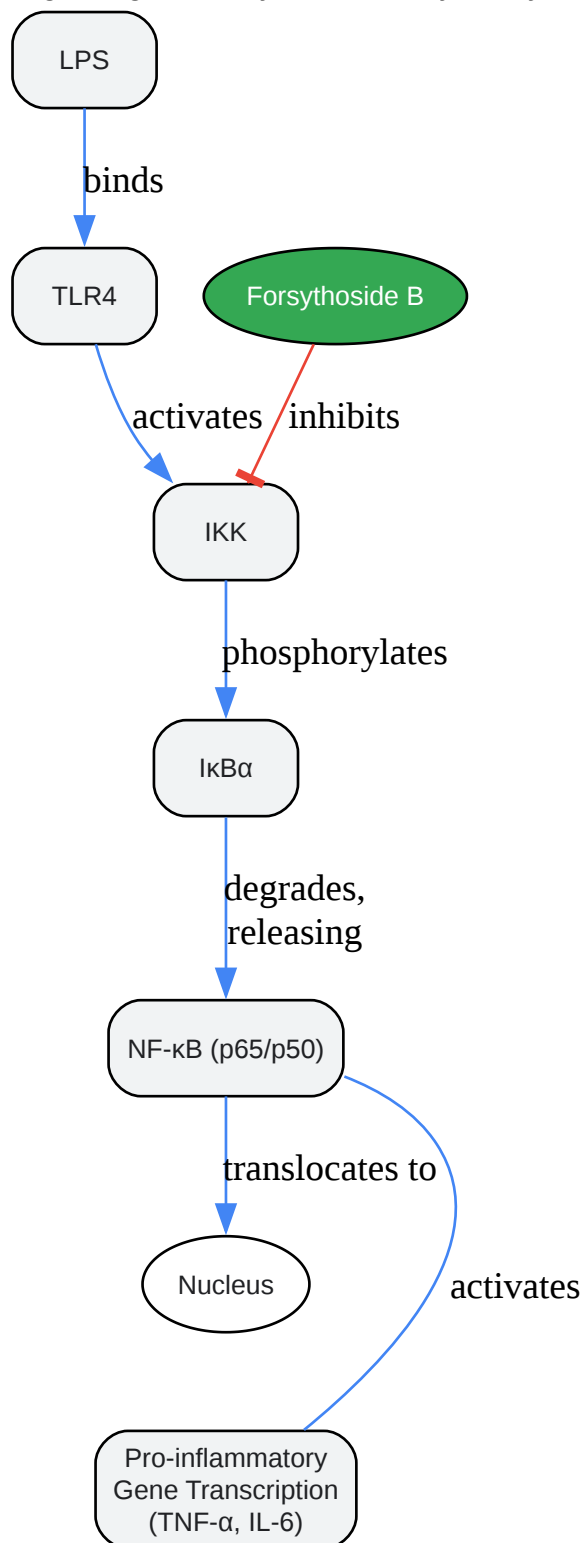 LPS
binds
TLR4
Forsythoside B
activates
inhibits
IKK
phosphorylates
IκBα
degrades,
releasing
NF-κB (p65/p50)
translocates to
Nucleus
activates
Pro-inflammatory
Gene Transcription
(TNF-α, IL-6)